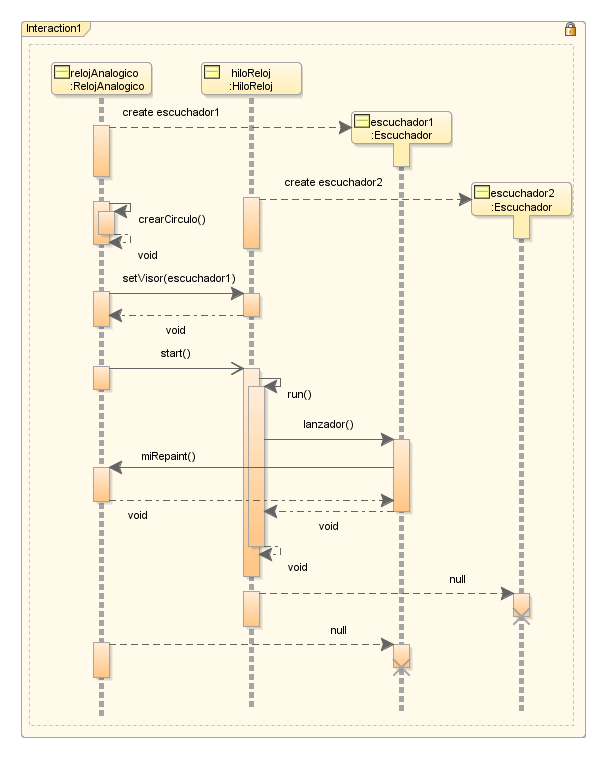 Interaction1
relojAnalogico
:RelojAnalogico
hiloReloj
:HiloReloj
create escuchador1
escuchador1
:Escuchador
create escuchador2
escuchador2
:Escuchador
crearCirculo()
void
setVisor(escuchador1)
void
start()
run()
lanzador()
miRepaint()
void
void
void
null
null